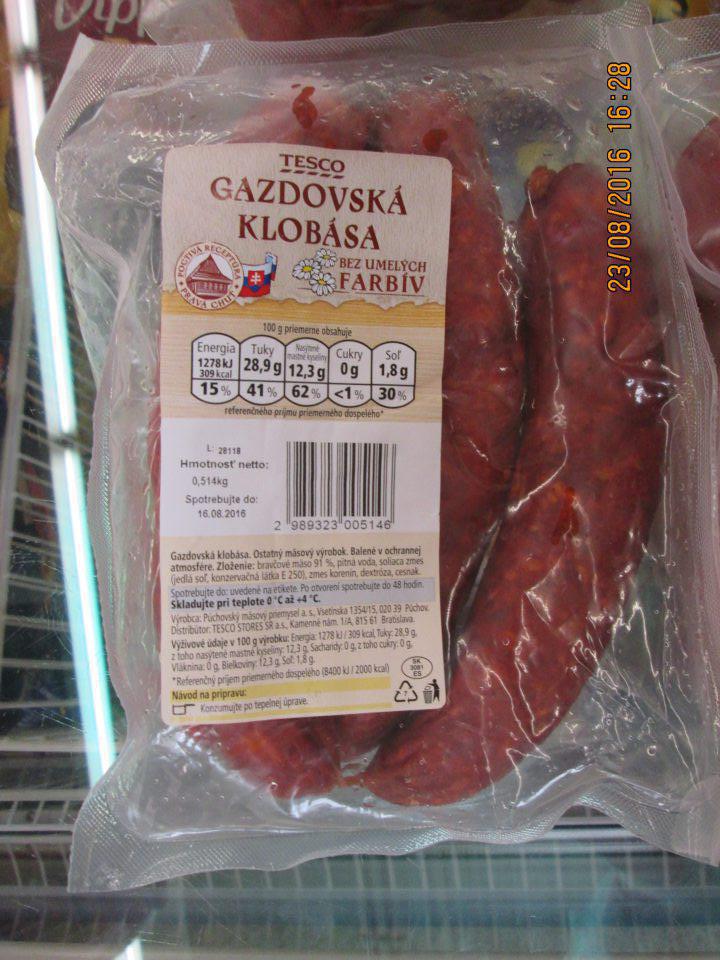 Dipp
23/08/2016 16:28
TESCO
GAZDOVSKÁ
KLOBÁSA
POCTIVÁ RECEPTÚRA
PRAVÁ CHUŤ
BEZ UMELÝCH
FARBÍV
100 g priemerne obsahuje
Energia Tuky Nasýtené mastné kyseliny Cukry Soľ
1278 kJ 309 kcal 28,9 g 12,3 g 0 g 1,8 g
15 % 41 % 62 % <1 % 30 %
referenčného príjmu priemerného dospelého*
L: 28118
Hmotnosť netto:
0,514kg
Spotrebujte do:
16.08.2016
2 989323 005146
Gazdovská klobása. Ostatný mäsový výrobok. Balené v ochrannej
atmosfére. Zloženie: bravčové mäso 91 %, pitná voda, soliaca zmes
(jedlá soľ, konzervačná látka E 250), zmes korenín, dextróza, cesnak.
Spotrebujte do: uvedené na etikete. Po otvorení spotrebujte do 48 hodín.
Skladujte pri teplote 0 °C až +4 °C.
Výrobca: Púchovský mäsový priemysel a. s., Vsetínska 1354/15, 020 39 Púchov.
Distribútor: TESCO STORES SR a.s., Kamenné nám. 1/A, 815 61 Bratislava.
Výživové údaje v 100 g výrobku: Energia: 1278 kJ / 309 kcal, Tuky: 28,9 g,
z toho nasýtené mastné kyseliny: 12,3 g, Sacharidy: 0 g, z toho cukry: 0 g,
Vláknina: 0 g, Bielkoviny: 12,3 g, Soľ: 1,8 g.
*Referenčný príjem priemerného dospelého (8400 kJ / 2000 kcal)
SK
3081
ES
7
Návod na prípravu:
Konzumujte po tepelnej úprave.